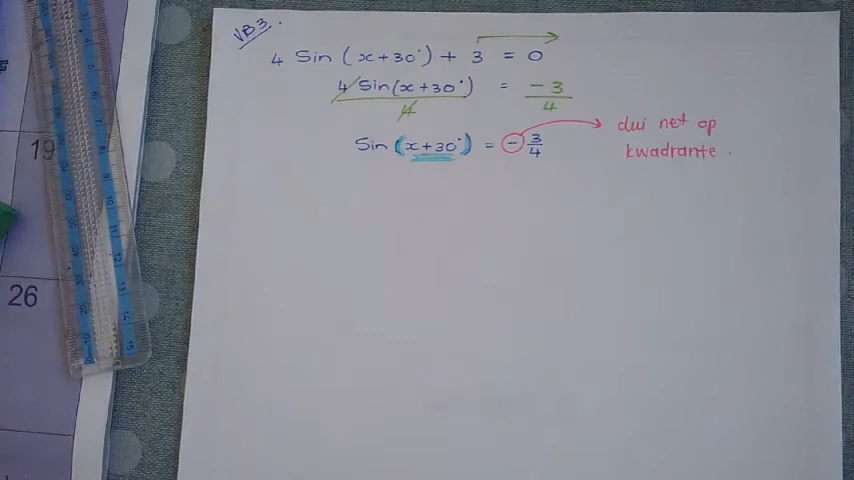 VB3.
4 Sin (x+30°) + 3 = 0
4 Sin(x+30°) / 4 = -3 / 4
Sin (x+30°) = - 3/4
dui net op
kwadrante.
19
26